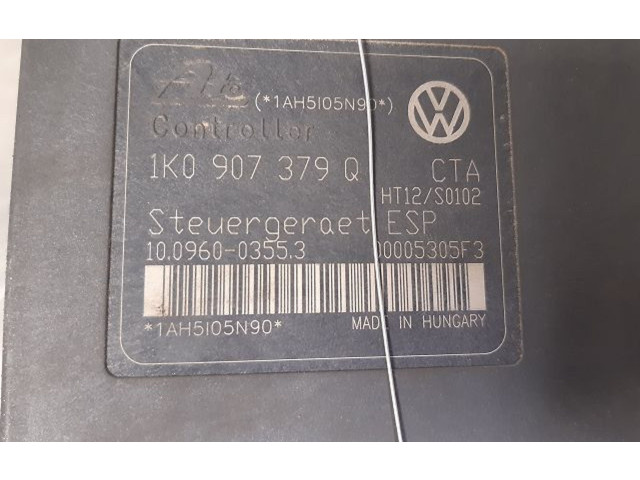 Ate (*1AH5I05N90*)
Controller
1K0 907 379 Q CTA
HT12/S0102
Steuergeraet ESP
10.0960-0355.3 00005305F3
*1AH5I05N90* MADE IN HUNGARY